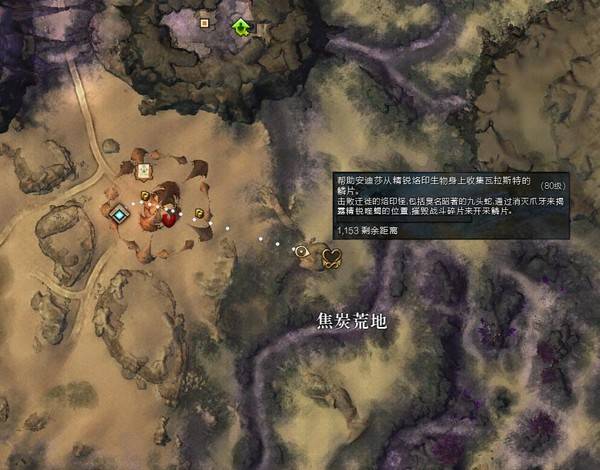 帮助安迪莎从精锐烙印生物身上收集瓦拉斯特的
鳞片。
(80级)
击败迁徙的烙印怪,包括臭名昭著的九头蛇,通过消灭爪牙来揭
露精锐毗蝎的位置,摧毁战斗碎片来开采鳞片。
1,153 剩余距离
焦炭荒地